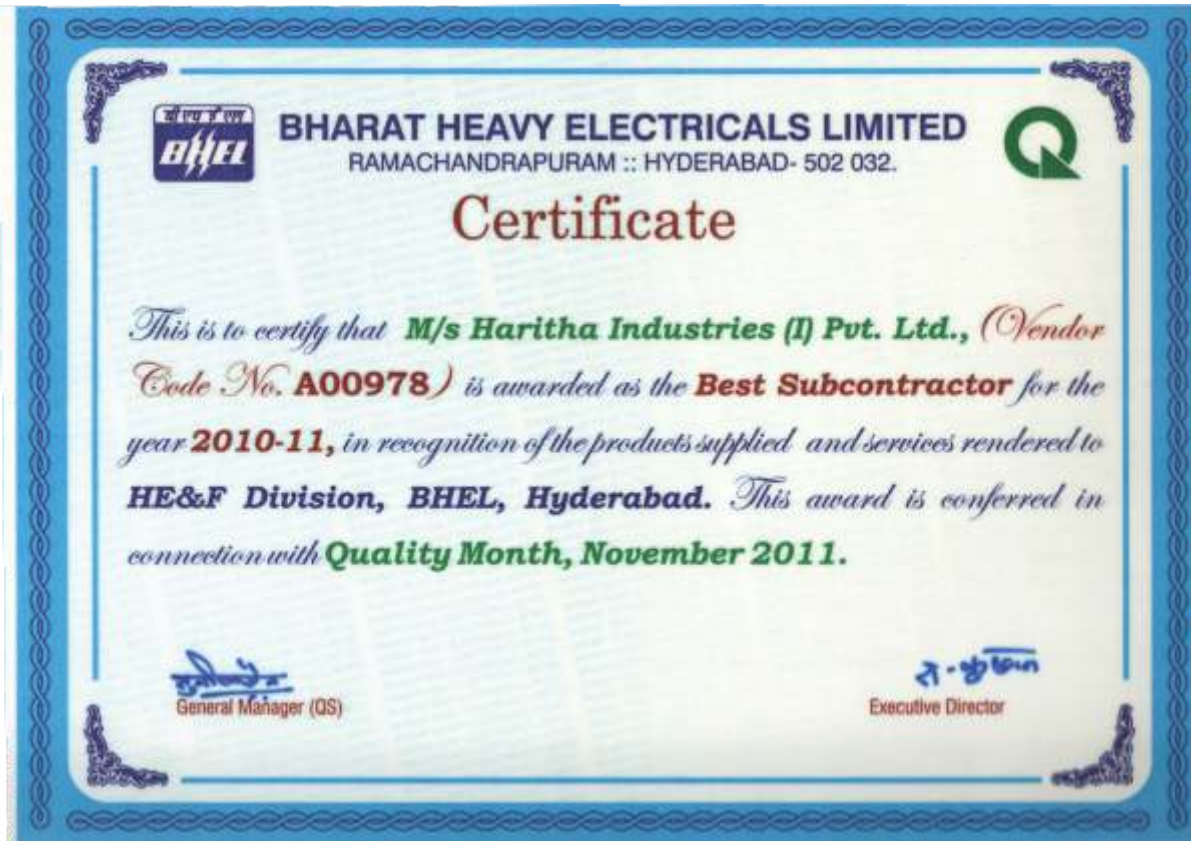 बीएचईएल
BHEL
BHARAT HEAVY ELECTRICALS LIMITED
RAMACHANDRAPURAM :: HYDERABAD- 502 032.
Certificate
This is to certify that M/s Haritha Industries (I) Pvt. Ltd., (Vendor
Code No. A00978) is awarded as the Best Subcontractor for the
year 2010-11, in recognition of the products supplied and services rendered to
HE&F Division, BHEL, Hyderabad. This award is conferred in
connection with Quality Month, November 2011.
General Manager (QS)
Executive Director